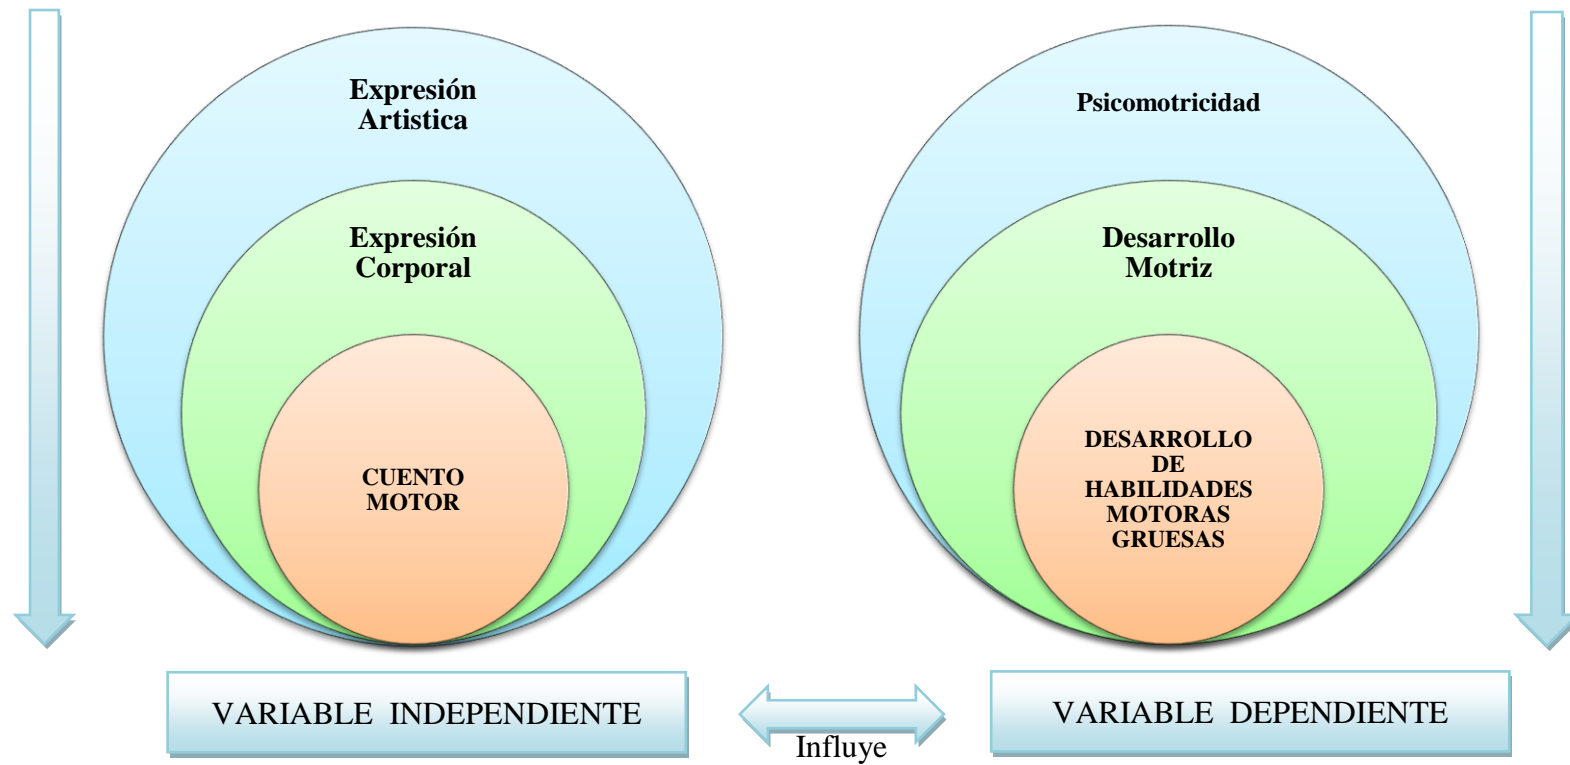 Expresión
Artistica
Expresión
Corporal
CUENTO
MOTOR
Psicomotricidad
Desarrollo
Motriz
DESARROLLO
DE
HABILIDADES
MOTORAS
GRUESAS
VARIABLE INDEPENDIENTE
Influye
VARIABLE DEPENDIENTE